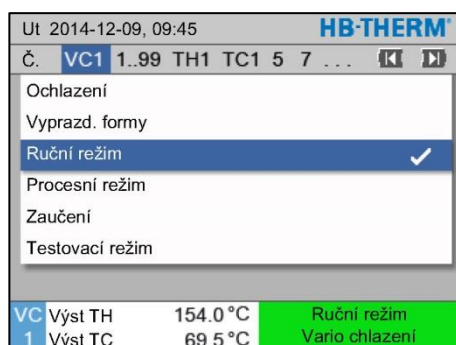 Ut 2014-12-09, 09:45 HB-THERM®
Č. VC1 1..99 TH1 TC1 5 7 ...
Ochlazení
Vyprazd. formy
Ruční režim
Procesní režim
Zaučení
Testovací režim
VC Výst TH 154.0 °C Ruční režim
1 Výst TC 69.5 °C Vario chlazení